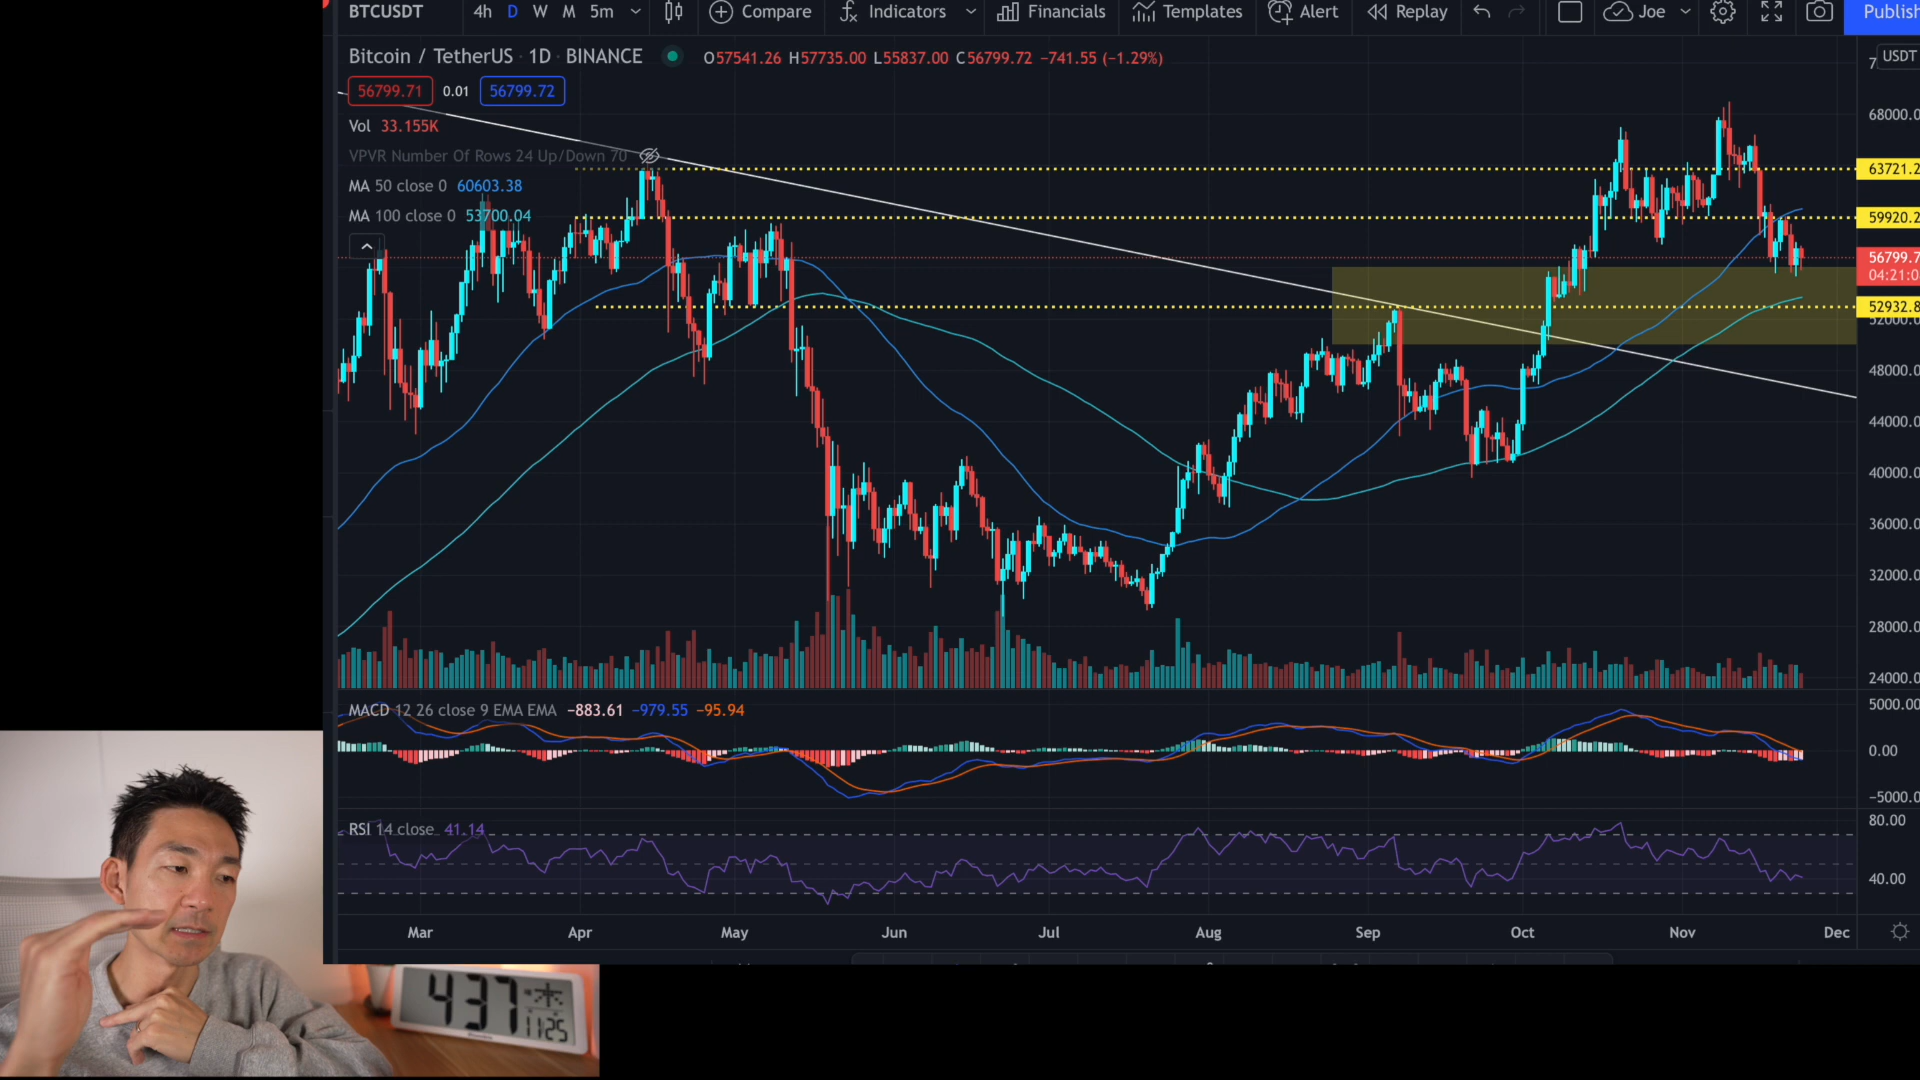 BTCUSDT 4h D W M 5m Compare Indicators Financials Templates Alert Replay Joe Publish
Bitcoin / TetherUS · 1D · BINANCE O57541.26 H57735.00 L55837.00 C56799.72 −741.55 (−1.29%)
USDT
56799.71 0.01 56799.72
Vol 33.155K
VPVR Number Of Rows 24 Up/Down 70
MA 50 close 0 60603.38
MA 100 close 0 53700.04
68000.0
63721.2
59920.2
56799.7
04:21:0
52932.8
52000.0
48000.0
44000.0
40000.0
36000.0
32000.0
28000.0
24000.0
MACD 12 26 close 9 EMA EMA −883.61 −979.55 −95.94
5000.00
0.00
−5000.0
RSI 14 close 41.14
80.00
40.00
Mar Apr May Jun Jul Aug Sep Oct Nov Dec
437 木
11 25